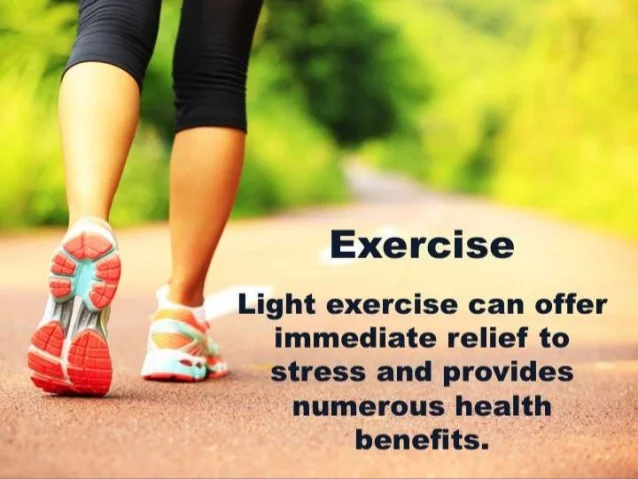 Exercise
Light exercise can offer
immediate relief to
stress and provides
numerous health
benefits.